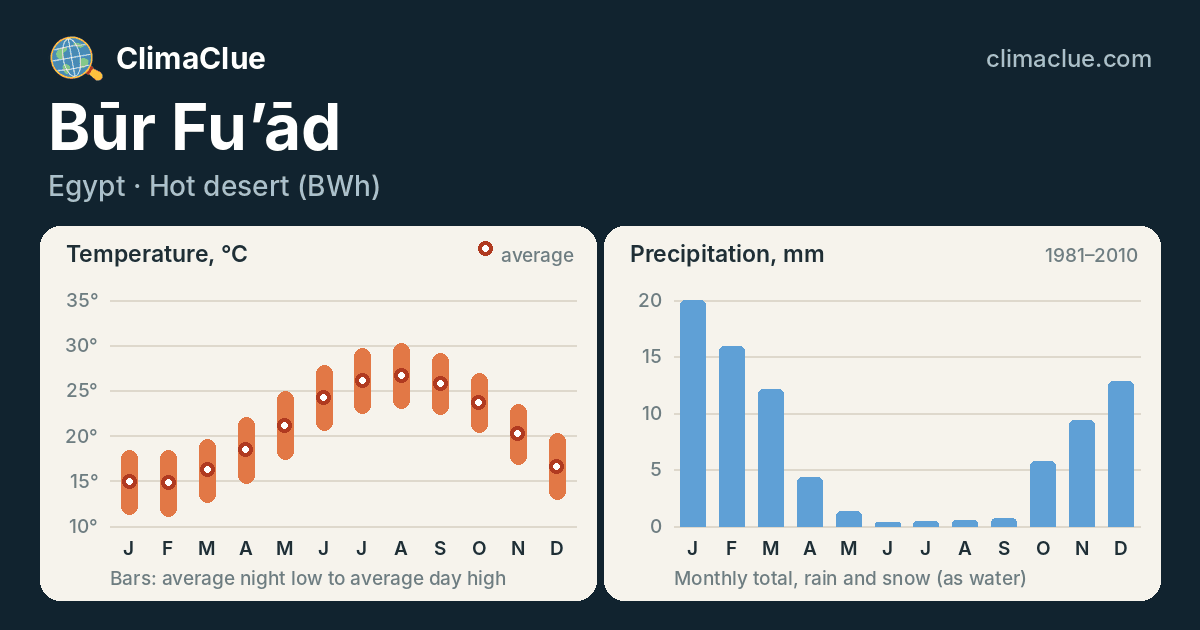 ClimaClue
climaclue.com
Būr Fu’ād
Egypt · Hot desert (BWh)
Temperature, °C
average
35°
30°
25°
20°
15°
10°
J F M A M J J A S O N D
Bars: average night low to average day high
Precipitation, mm
1981–2010
20
15
10
5
0
J F M A M J J A S O N D
Monthly total, rain and snow (as water)